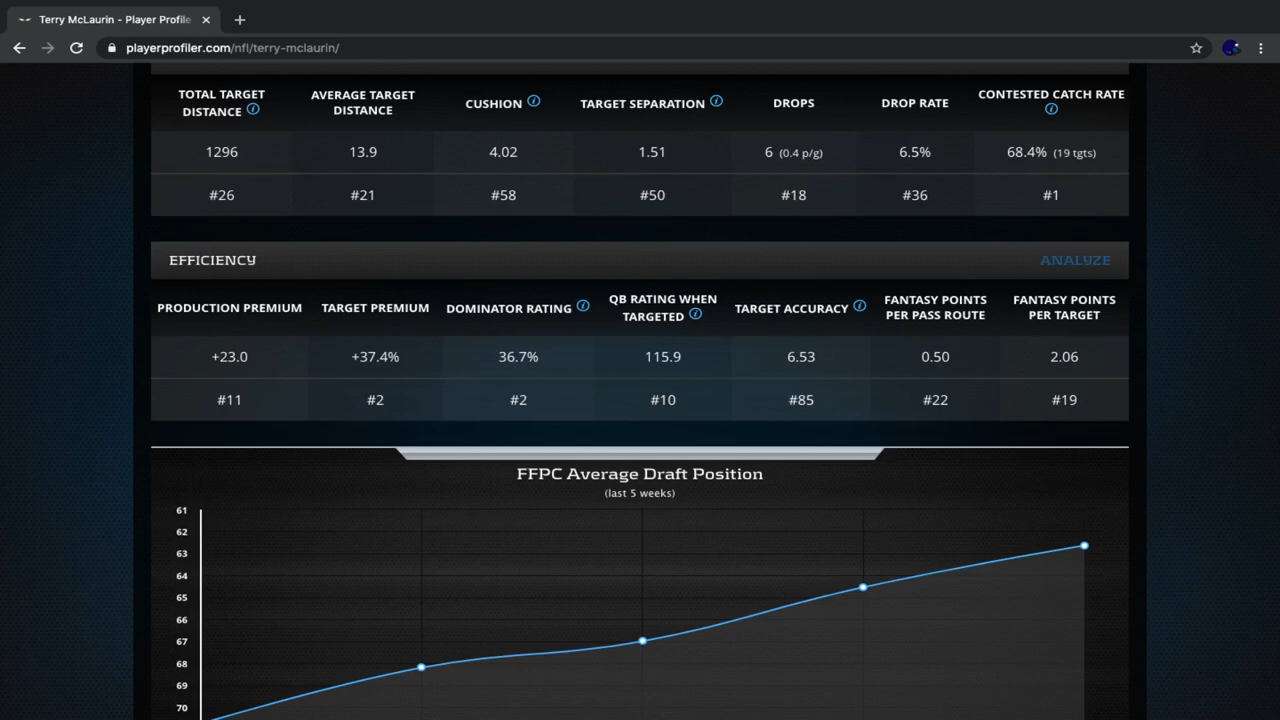 Terry McLaurin - Player Profile
playerprofiler.com/nfl/terry-mclaurin/
TOTAL TARGET DISTANCE AVERAGE TARGET DISTANCE CUSHION TARGET SEPARATION DROPS DROP RATE CONTESTED CATCH RATE
1296 13.9 4.02 1.51 6 (0.4 p/g) 6.5% 68.4% (19 tgts)
#26 #21 #58 #50 #18 #36 #1
EFFICIENCY ANALYZE
PRODUCTION PREMIUM TARGET PREMIUM DOMINATOR RATING QB RATING WHEN TARGETED TARGET ACCURACY FANTASY POINTS PER PASS ROUTE FANTASY POINTS PER TARGET
+23.0 +37.4% 36.7% 115.9 6.53 0.50 2.06
#11 #2 #2 #10 #85 #22 #19
FFPC Average Draft Position
(last 5 weeks)
61
62
63
64
65
66
67
68
69
70